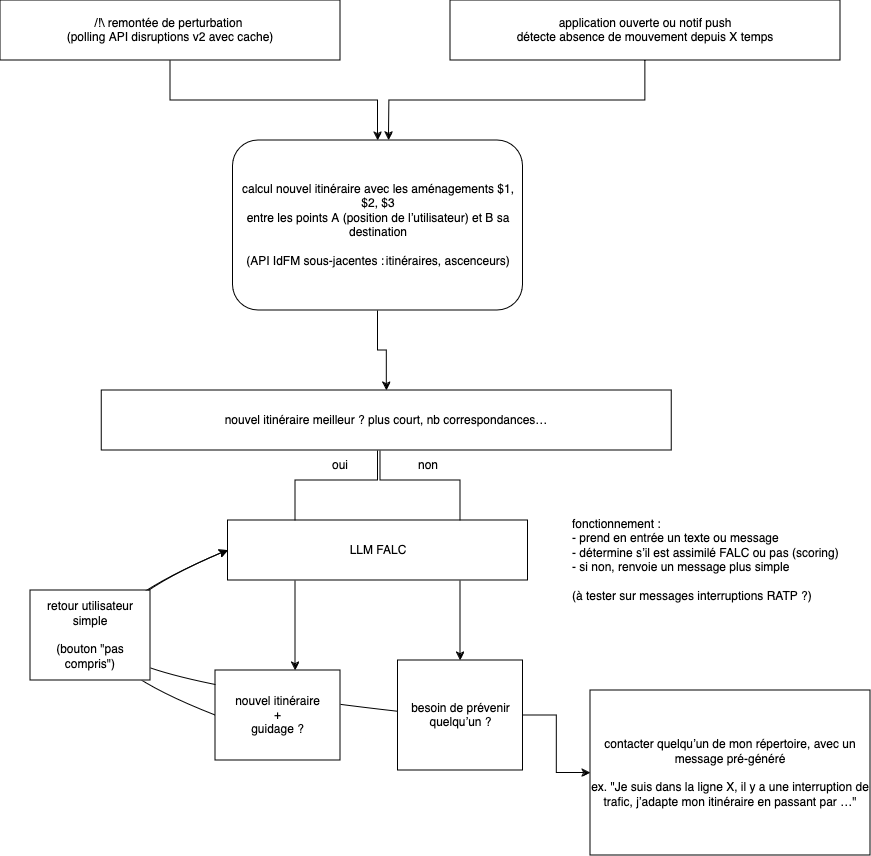 /!\ remontée de perturbation
(polling API disruptions v2 avec cache)
application ouverte ou notif push
détecte absence de mouvement depuis X temps
calcul nouvel itinéraire avec les aménagements $1,
$2, $3
entre les points A (position de l'utilisateur) et B sa
destination
(API IdFM sous-jacentes : itinéraires, ascenceurs)
nouvel itinéraire meilleur ? plus court, nb correspondances...
oui
non
LLM FALC
fonctionnement :
- prend en entrée un texte ou message
- détermine s'il est assimilé FALC ou pas (scoring)
- si non, renvoie un message plus simple
(à tester sur messages interruptions RATP ?)
retour utilisateur
simple
(bouton "pas
compris")
nouvel itinéraire
+
guidage ?
besoin de prévenir
quelqu'un ?
contacter quelqu'un de mon répertoire, avec un
message pré-généré
ex. "Je suis dans la ligne X, il y a une interruption de
trafic, j'adapte mon itinéraire en passant par ..."